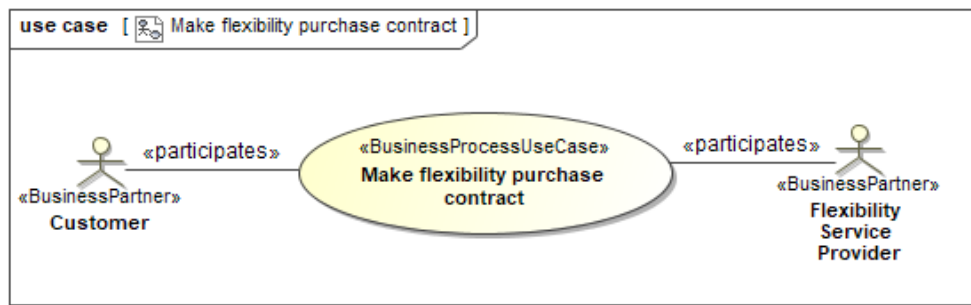 use case [ Make flexibility purchase contract ]
«participates»
«BusinessPartner»
Customer
«BusinessProcessUseCase»
Make flexibility purchase
contract
«participates»
«BusinessPartner»
Flexibility
Service
Provider